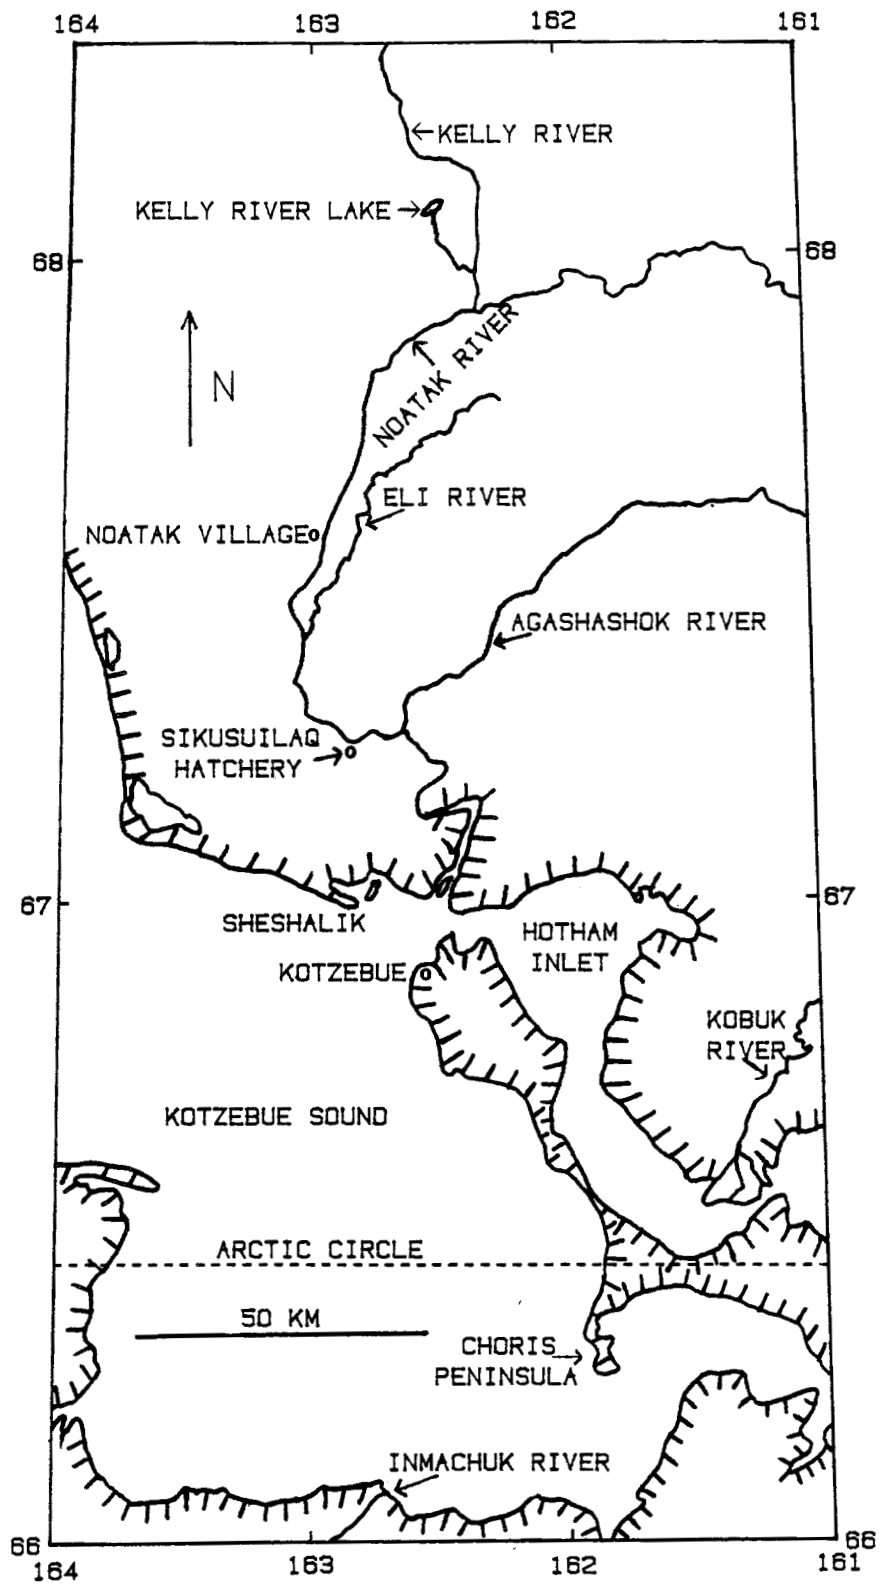 164 163 162 161
KELLY RIVER
KELLY RIVER LAKE
68 68
N
NOATAK RIVER
ELI RIVER
NOATAK VILLAGE
AGASHASHOK RIVER
SIKUSUILAQ
HATCHERY
67 67
SHESHALIK
HOTHAM
INLET
KOTZEBUE
KOBUK
RIVER
KOTZEBUE SOUND
ARCTIC CIRCLE
50 KM
CHORIS
PENINSULA
INMACHUK RIVER
66 66
164 163 162 161